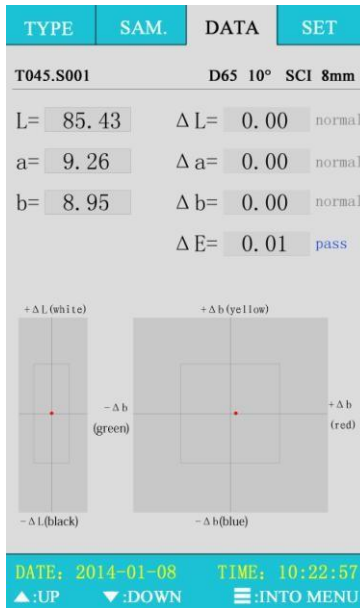 TYPE SAM. DATA SET
T045.S001 D65 10° SCI 8mm
L= 85.43 ΔL= 0.00 normal
a= 9.26 Δa= 0.00 normal
b= 8.95 Δb= 0.00 normal
ΔE= 0.01 pass
+ΔL(white) +Δb(yellow)
-Δb +Δb
(green) (red)
-ΔL(black) -Δb(blue)
DATE: 2014-01-08 TIME: 10:22:57
▲:UP ▼:DOWN ☰:INTO MENU